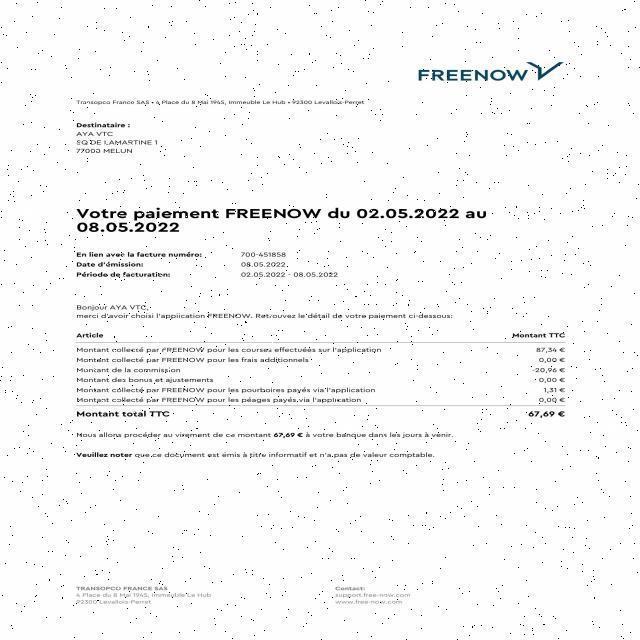 FREENOW
Transopco France SAS • 4 Place du 8 Mai 1945, Immeuble Le Hub • 92300 Levallois-Perret
Destinataire :
AYA VTC
SQ DE LAMARTINE 1
77000 MELUN
Votre paiement FREENOW du 02.05.2022 au
08.05.2022
En lien avec la facture numéro: 700-451858
Date d'émission: 08.05.2022
Période de facturation: 02.05.2022 - 08.05.2022
Bonjour AYA VTC,
merci d'avoir choisi l'application FREENOW. Retrouvez le détail de votre paiement ci-dessous:
Article Montant TTC
Montant collecté par FREENOW pour les courses effectuées sur l'application 87,34 €
Montant collecté par FREENOW pour les frais additionnels 0,00 €
Montant de la commission -20,96 €
Montant des bonus et ajustements 0,00 €
Montant collecté par FREENOW pour les pourboires payés via l'application 1,31 €
Montant collecté par FREENOW pour les péages payés via l'application 0,00 €
Montant total TTC 67,69 €
Nous allons procéder au virement de ce montant 67,69 € à votre banque dans les jours à venir.
Veuillez noter que ce document est émis à titre informatif et n'a pas de valeur comptable.
TRANSOPCO FRANCE SAS Contact:
4 Place du 8 Mai 1945, Immeuble Le Hub support.free-now.com
92300 Levallois-Perret www.free-now.com